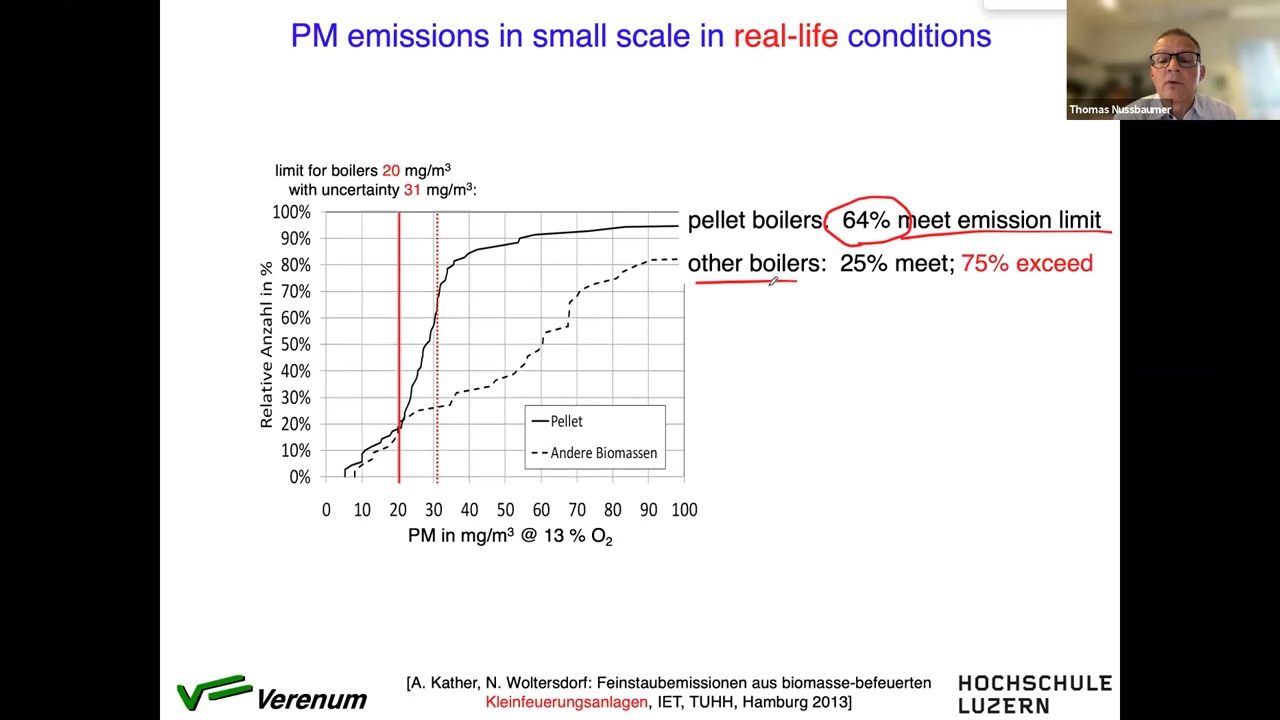 PM emissions in small scale in real-life conditions
Thomas Nussbaumer
limit for boilers 20 mg/m³
with uncertainty 31 mg/m³:
pellet boilers: 64% meet emission limit
other boilers: 25% meet; 75% exceed
Relative Anzahl in %
100%
90%
80%
70%
60%
50%
40%
30%
20%
10%
0%
Pellet
Andere Biomassen
0 10 20 30 40 50 60 70 80 90 100
PM in mg/m³ @ 13 % O₂
Verenum
[A. Kather, N. Woltersdorf: Feinstaubemissionen aus biomasse-befeuerten
Kleinfeuerungsanlagen, IET, TUHH, Hamburg 2013]
HOCHSCHULE
LUZERN